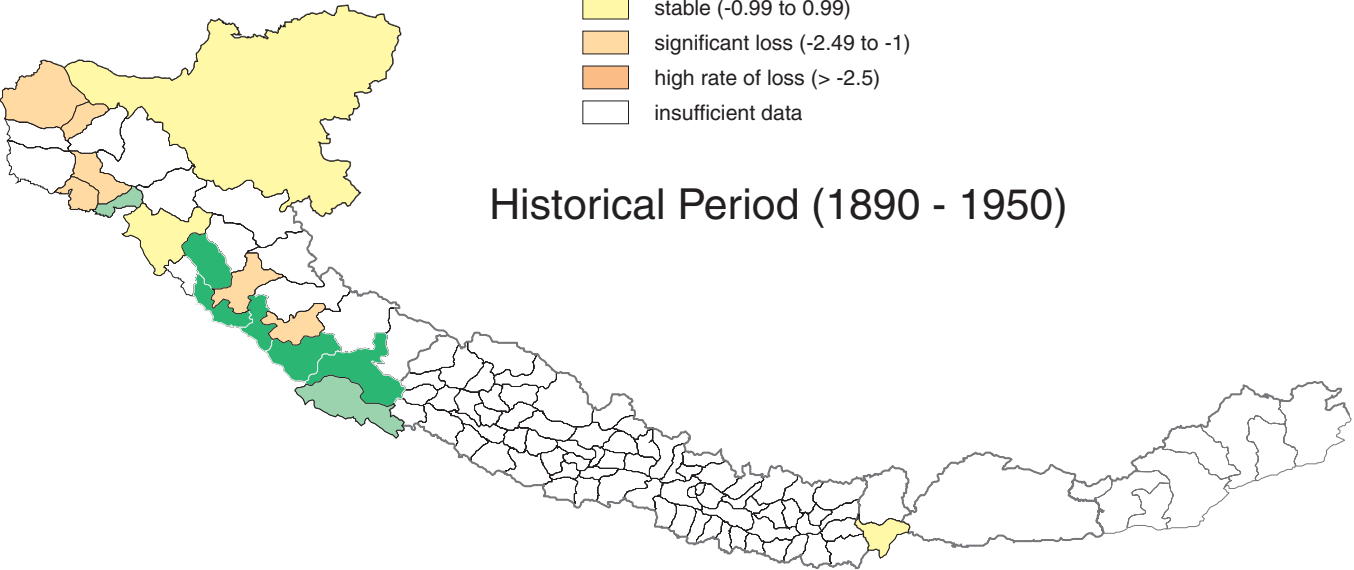 stable (-0.99 to 0.99)
significant loss (-2.49 to -1)
high rate of loss (> -2.5)
insufficient data
Historical Period (1890 - 1950)